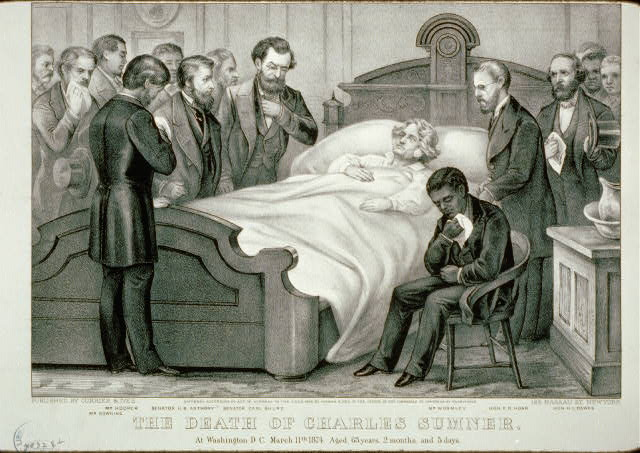 PUBLISHED BY CURRIER & IVES
125 NASSAU ST. NEW YORK
MR HOOPER SENATOR H.B. ANTHONY SENATOR CARL SHURZ MR WORMLEY HON. E.R. HOAR HON. H.L. DAWES
MR DOWNING
THE DEATH OF CHARLES SUMNER,
At Washington D.C. March 11th 1874 Aged 63 years, 2 months, and 5 days.